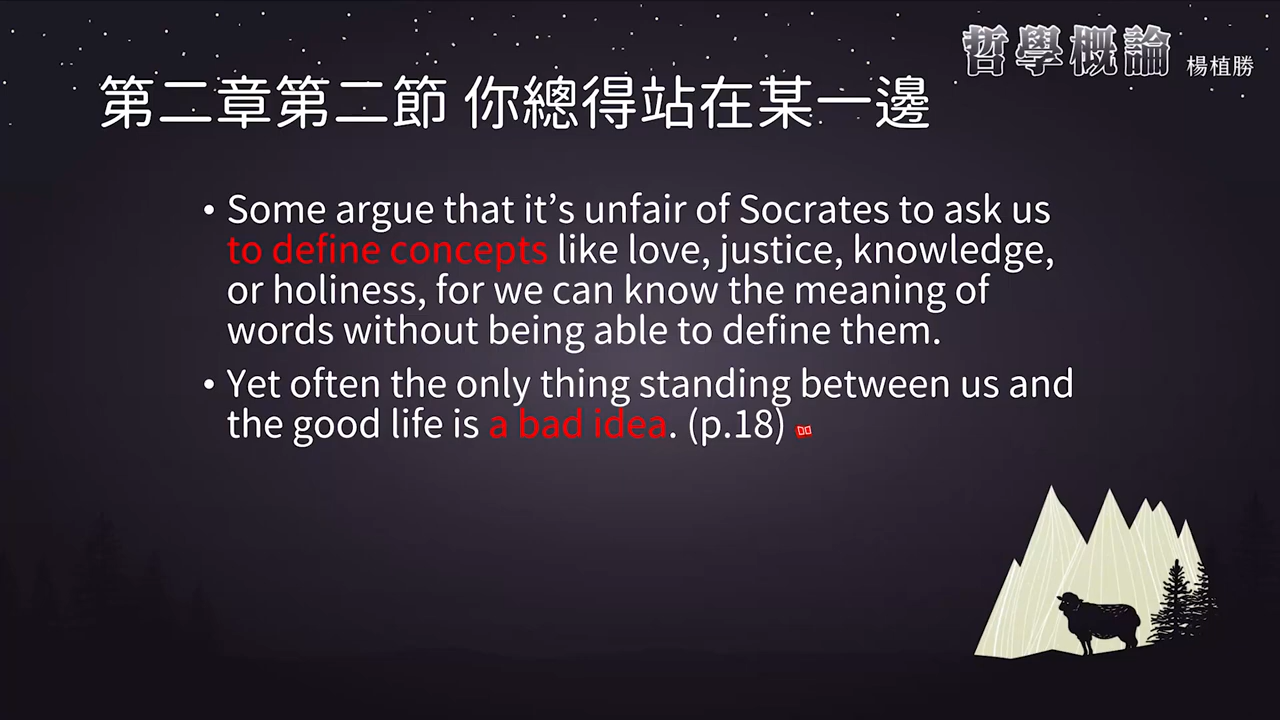 哲學概論 楊植勝
第二章第二節 你總得站在某一邊
• Some argue that it’s unfair of Socrates to ask us
to define concepts like love, justice, knowledge,
or holiness, for we can know the meaning of
words without being able to define them.
• Yet often the only thing standing between us and
the good life is a bad idea. (p.18)